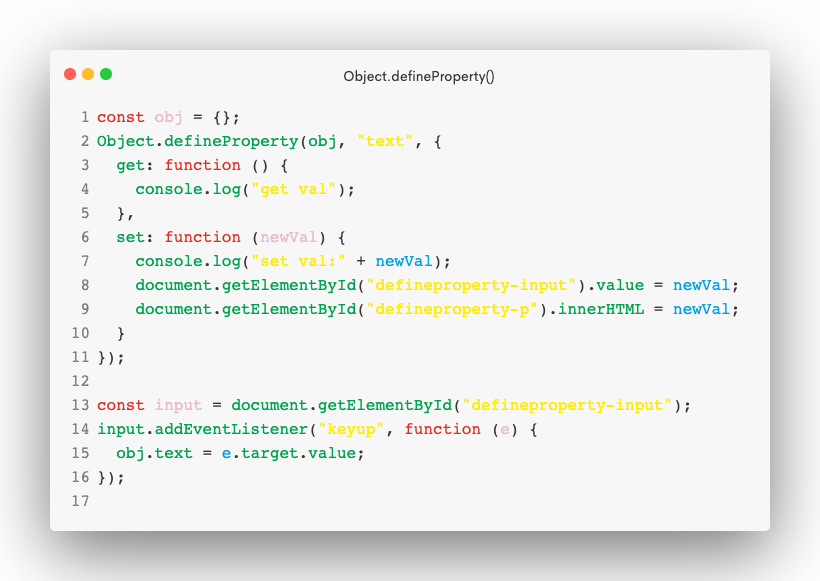 Object.defineProperty()
1 const obj = {};
2 Object.defineProperty(obj, "text", {
3   get: function () {
4     console.log("get val");
5   },
6   set: function (newVal) {
7     console.log("set val:" + newVal);
8     document.getElementById("defineproperty-input").value = newVal;
9     document.getElementById("defineproperty-p").innerHTML = newVal;
10   }
11 });
12
13 const input = document.getElementById("defineproperty-input");
14 input.addEventListener("keyup", function (e) {
15   obj.text = e.target.value;
16 });
17